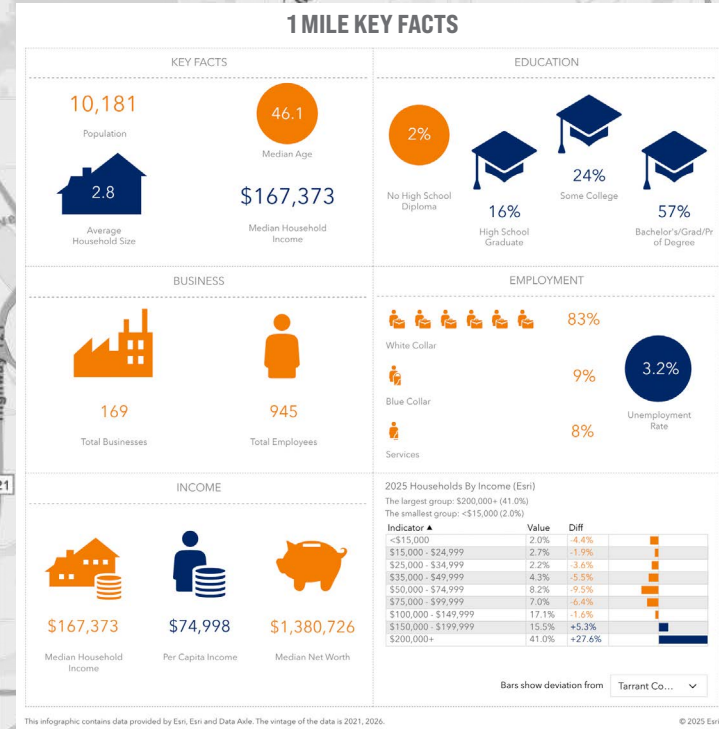 1 MILE KEY FACTS
KEY FACTS
10,181
Population
46.1
Median Age
2.8
Average
Household Size
$167,373
Median Household
Income
EDUCATION
2%
No High School
Diploma
16%
High School
Graduate
24%
Some College
57%
Bachelor's/Grad/Pr
of Degree
BUSINESS
169
Total Businesses
945
Total Employees
EMPLOYMENT
83%
White Collar
9%
Blue Collar
8%
Services
3.2%
Unemployment
Rate
INCOME
$167,373
Median Household
Income
$74,998
Per Capita Income
$1,380,726
Median Net Worth
2025 Households By Income (Esri)
The largest group: $200,000+ (41.0%)
The smallest group: <$15,000 (2.0%)
Indicator ▲ Value Diff
<$15,000 2.0% -4.4%
$15,000 - $24,999 2.7% -1.9%
$25,000 - $34,999 2.2% -3.6%
$35,000 - $49,999 4.3% -5.5%
$50,000 - $74,999 8.2% -9.5%
$75,000 - $99,999 7.0% -6.4%
$100,000 - $149,999 17.1% -1.6%
$150,000 - $199,999 15.5% +5.3%
$200,000+ 41.0% +27.6%
Bars show deviation from Tarrant Co...
This infographic contains data provided by Esri, Esri and Data Axle. The vintage of the data is 2021, 2026.
© 2025 Esri